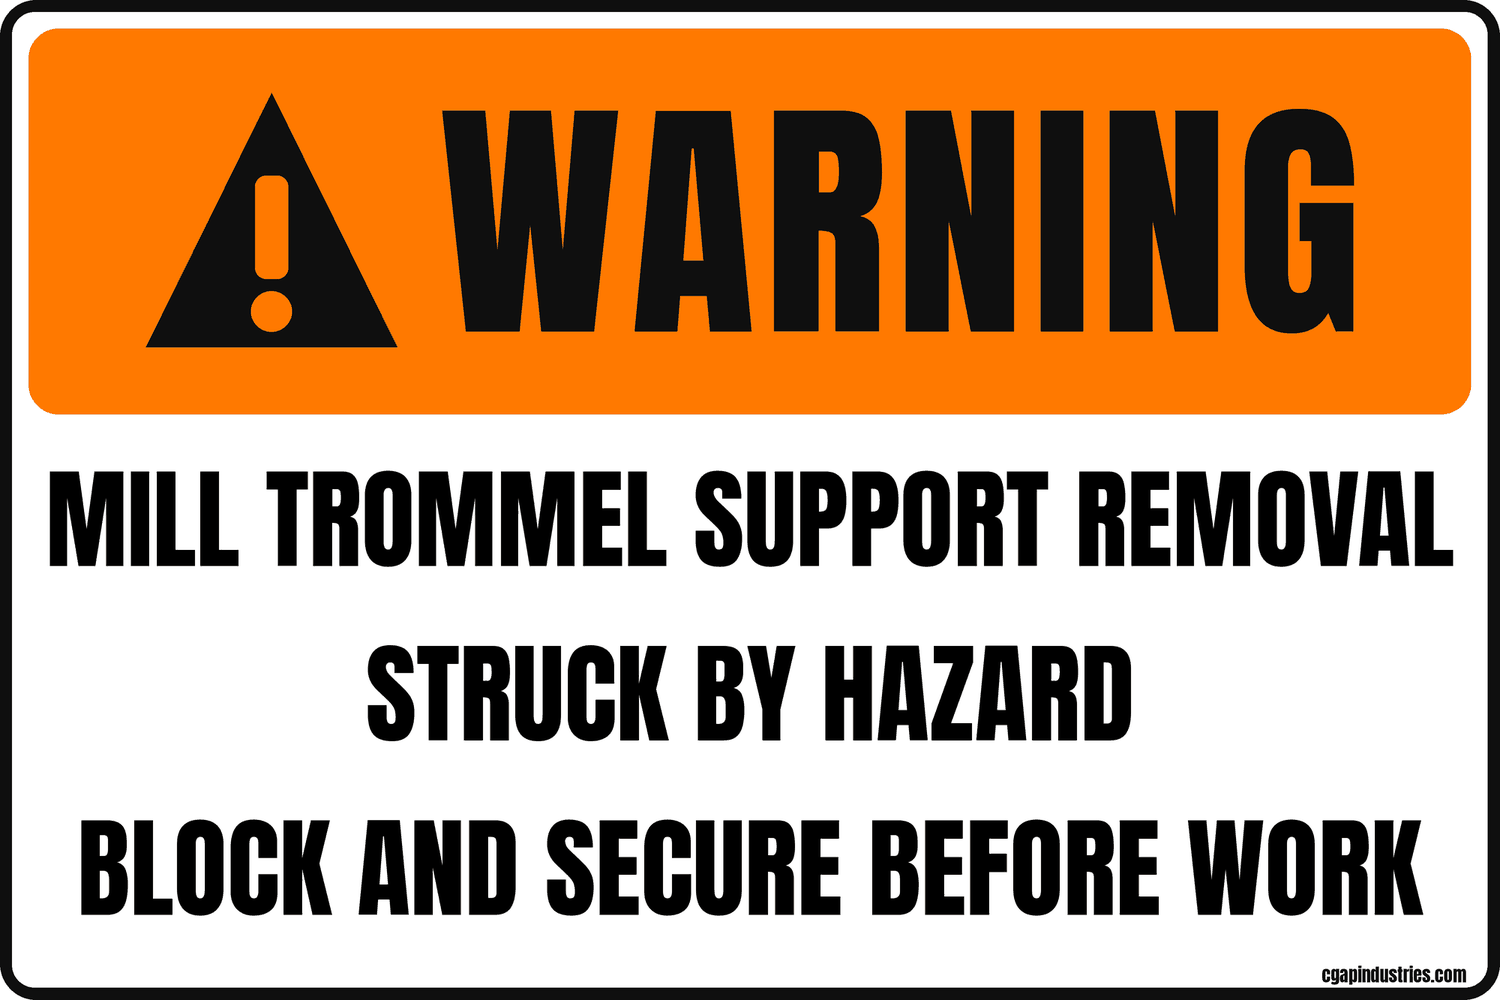 WARNING
MILL TROMMEL SUPPORT REMOVAL
STRUCK BY HAZARD
BLOCK AND SECURE BEFORE WORK
cgapindustries.com